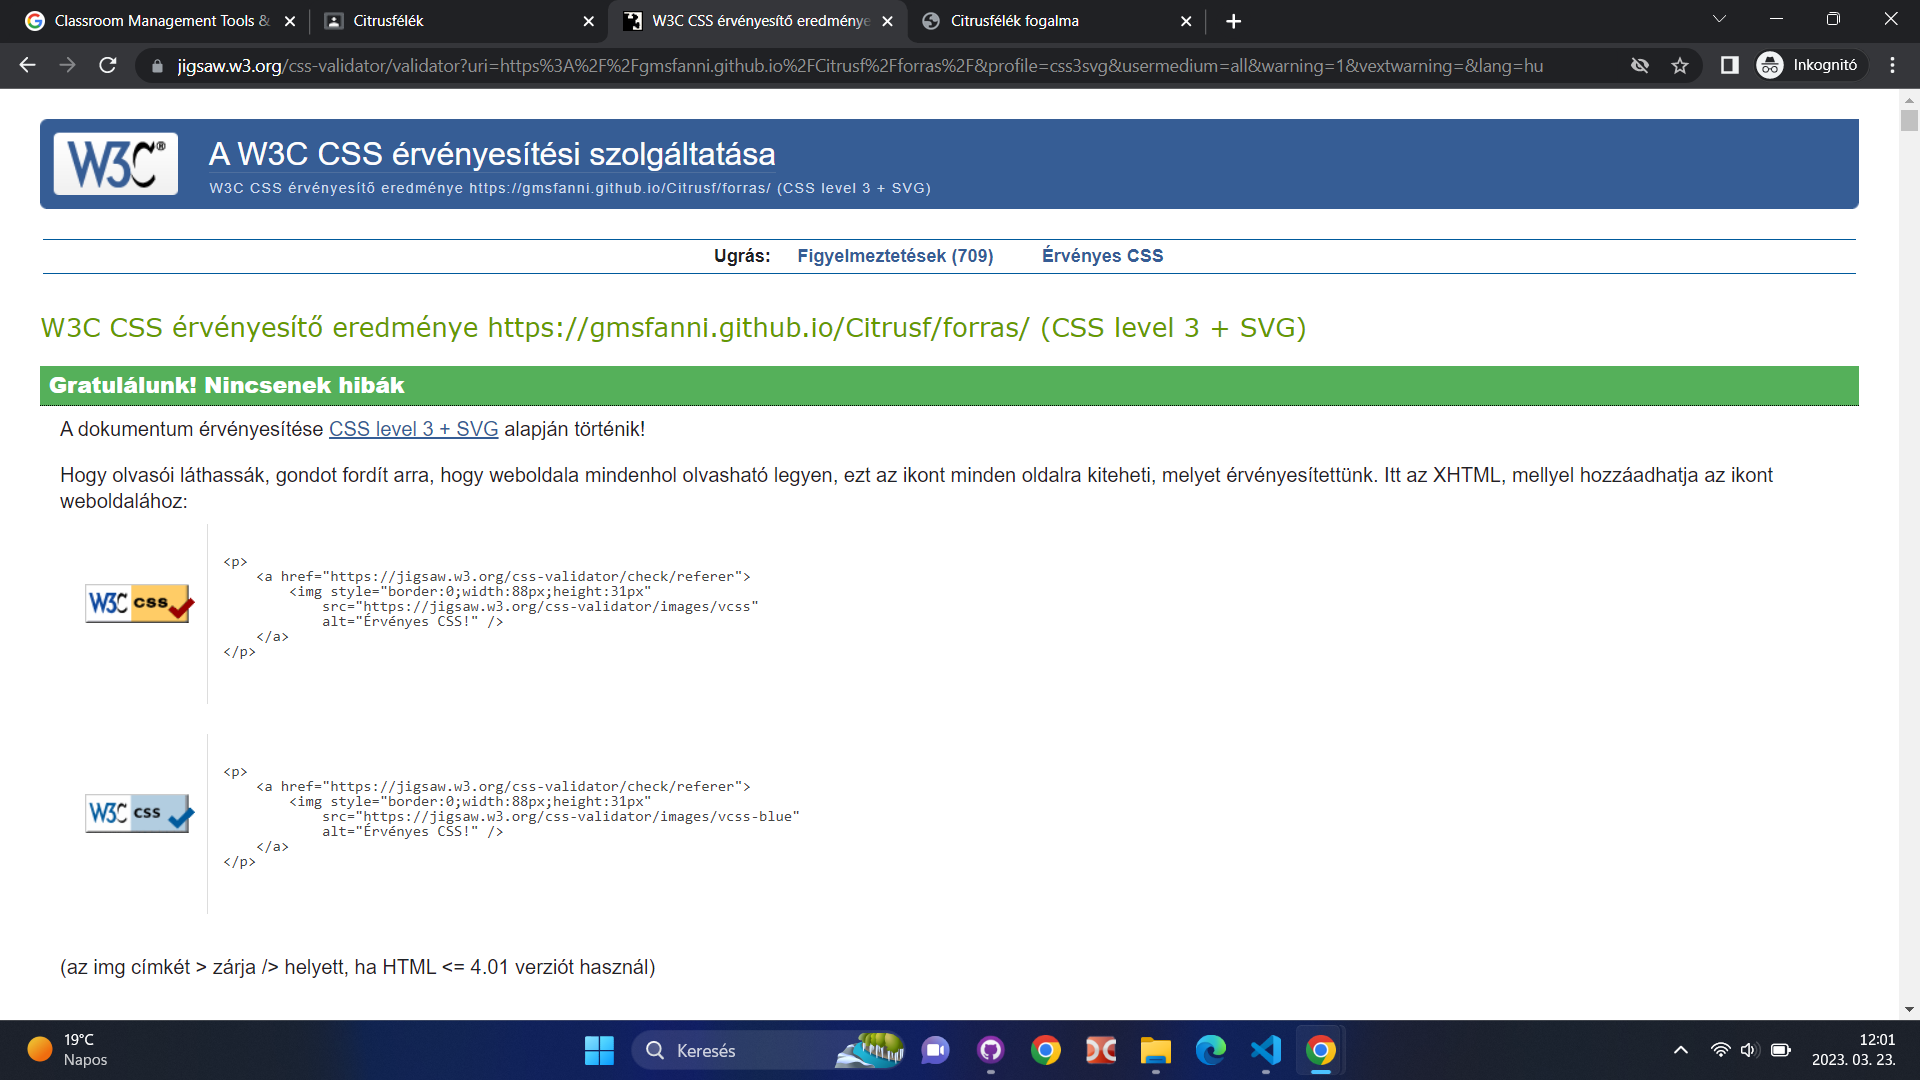 Classroom Management Tools &
Citrusfélék
W3C CSS érvényesítő eredménye
Citrusfélék fogalma
jigsaw.w3.org/css-validator/validator?uri=https%3A%2F%2Fgmsfanni.github.io%2FCitrusf%2Fforras%2F&profile=css3svg&usermedium=all&warning=1&vextwarning=&lang=hu
Inkognitó
W3C®
A W3C CSS érvényesítési szolgáltatása
W3C CSS érvényesítő eredménye https://gmsfanni.github.io/Citrusf/forras/ (CSS level 3 + SVG)
Ugrás: Figyelmeztetések (709) Érvényes CSS
W3C CSS érvényesítő eredménye https://gmsfanni.github.io/Citrusf/forras/ (CSS level 3 + SVG)
Gratulálunk! Nincsenek hibák
A dokumentum érvényesítése CSS level 3 + SVG alapján történik!
Hogy olvasói láthassák, gondot fordít arra, hogy weboldala mindenhol olvasható legyen, ezt az ikont minden oldalra kiteheti, melyet érvényesítettünk. Itt az XHTML, mellyel hozzáadhatja az ikont
weboldalához:
<p>
<a href="https://jigsaw.w3.org/css-validator/check/referer">
<img style="border:0;width:88px;height:31px"
src="https://jigsaw.w3.org/css-validator/images/vcss"
alt="Érvényes CSS!" />
</a>
</p>
W3C css
<p>
<a href="https://jigsaw.w3.org/css-validator/check/referer">
<img style="border:0;width:88px;height:31px"
src="https://jigsaw.w3.org/css-validator/images/vcss-blue"
alt="Érvényes CSS!" />
</a>
</p>
W3C css
(az img címkét > zárja /> helyett, ha HTML <= 4.01 verziót használ)
19°C
Napos
Keresés
12:01
2023. 03. 23.